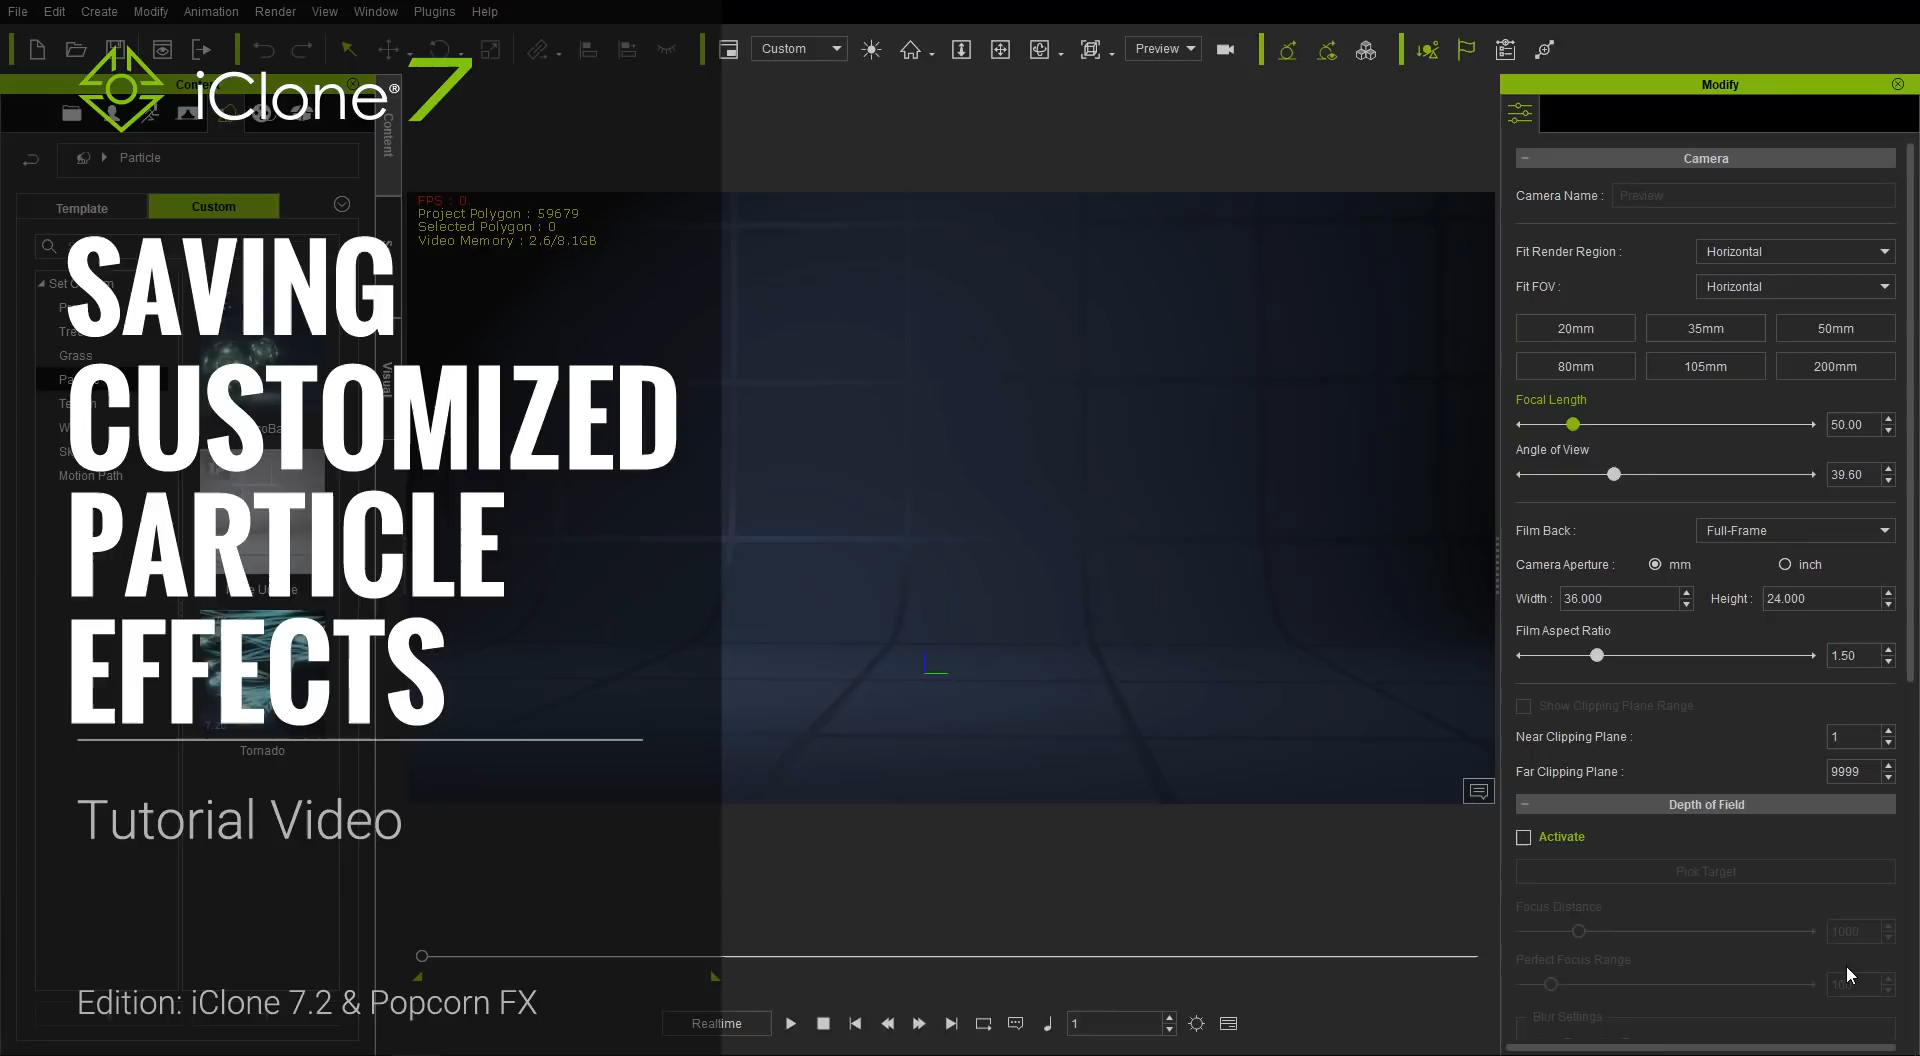 File Edit Create Modify Animation Render View Window Plugins Help
Custom
Preview
iClone® 7
Content
Modify
Particle
Template
Custom
FPS : 0.
Project Polygon : 59679
Selected Polygon : 0
Video Memory : 2.6/8.1GB
SAVING
CUSTOMIZED
PARTICLE
EFFECTS
Grass
Motion Path
Tornado
Tutorial Video
Edition: iClone 7.2 & Popcorn FX
Realtime
1
Camera
Camera Name : Preview
Fit Render Region : Horizontal
Fit FOV : Horizontal
20mm 35mm 50mm
80mm 105mm 200mm
Focal Length
50.00
Angle of View
39.60
Film Back : Full-Frame
Camera Aperture : mm inch
Width : 36.000 Height : 24.000
Film Aspect Ratio
1.50
Show Clipping Plane Range
Near Clipping Plane : 1
Far Clipping Plane : 9999
Depth of Field
Activate
Pick Target
Focus Distance
1000
Perfect Focus Range
Blur Settings